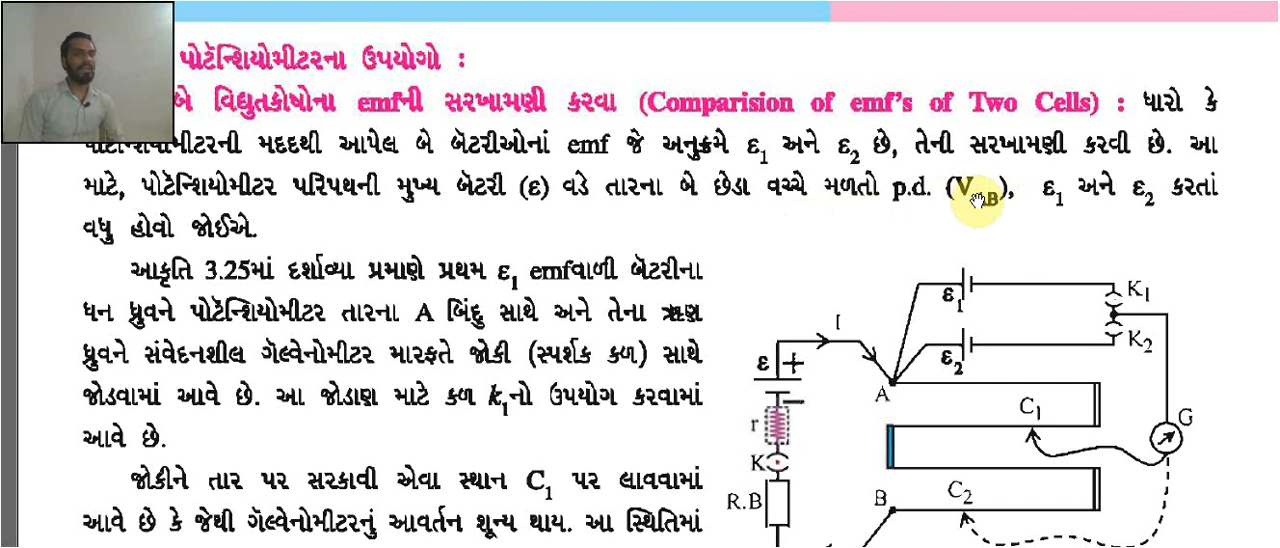 પોટૅન્શિયોમીટરના ઉપયોગો :
બે વિદ્યુતકોષોના emfની સરખામણી કરવા (Comparision of emf's of Two Cells) : ધારો કે
પોટૅન્શિયોમીટરની મદદથી આપેલ બે બૅટરીઓનાં emf જે અનુક્રમે ε₁ અને ε₂ છે, તેની સરખામણી કરવી છે. આ
માટે, પોટૅન્શિયોમીટર પરિપથની મુખ્ય બૅટરી (ε) વડે તારના બે છેડા વચ્ચે મળતો p.d. (V_AB), ε₁ અને ε₂ કરતાં
વધુ હોવો જોઈએ.
આકૃતિ 3.25માં દર્શાવ્યા પ્રમાણે પ્રથમ ε₁ emfવાળી બૅટરીના
ધન ધ્રુવને પોટૅન્શિયોમીટર તારના A બિંદુ સાથે અને તેના ઋણ
ધ્રુવને સંવેદનશીલ ગૅલ્વેનોમીટર મારફતે જોકી (સ્પર્શક કળ) સાથે
જોડવામાં આવે છે. આ જોડાણ માટે કળ k₁નો ઉપયોગ કરવામાં
આવે છે.
જોકીને તાર પર સરકાવી એવા સ્થાન C₁ પર લાવવામાં
આવે છે કે જેથી ગૅલ્વેનોમીટરનું આવર્તન શૂન્ય થાય. આ સ્થિતિમાં
ε₁
K₁
I
ε₂
K₂
ε
+
−
A
C₁
G
r
K
R.B
B
C₂